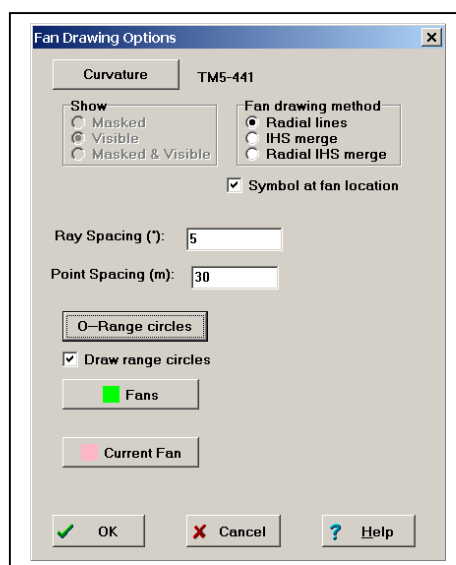 Fan Drawing Options
Curvature TM5-441
Show
Masked
Visible
Masked & Visible
Fan drawing method
Radial lines
IHS merge
Radial IHS merge
Symbol at fan location
Ray Spacing (°): 5
Point Spacing (m): 30
0-Range circles
Draw range circles
Fans
Current Fan
OK Cancel ? Help